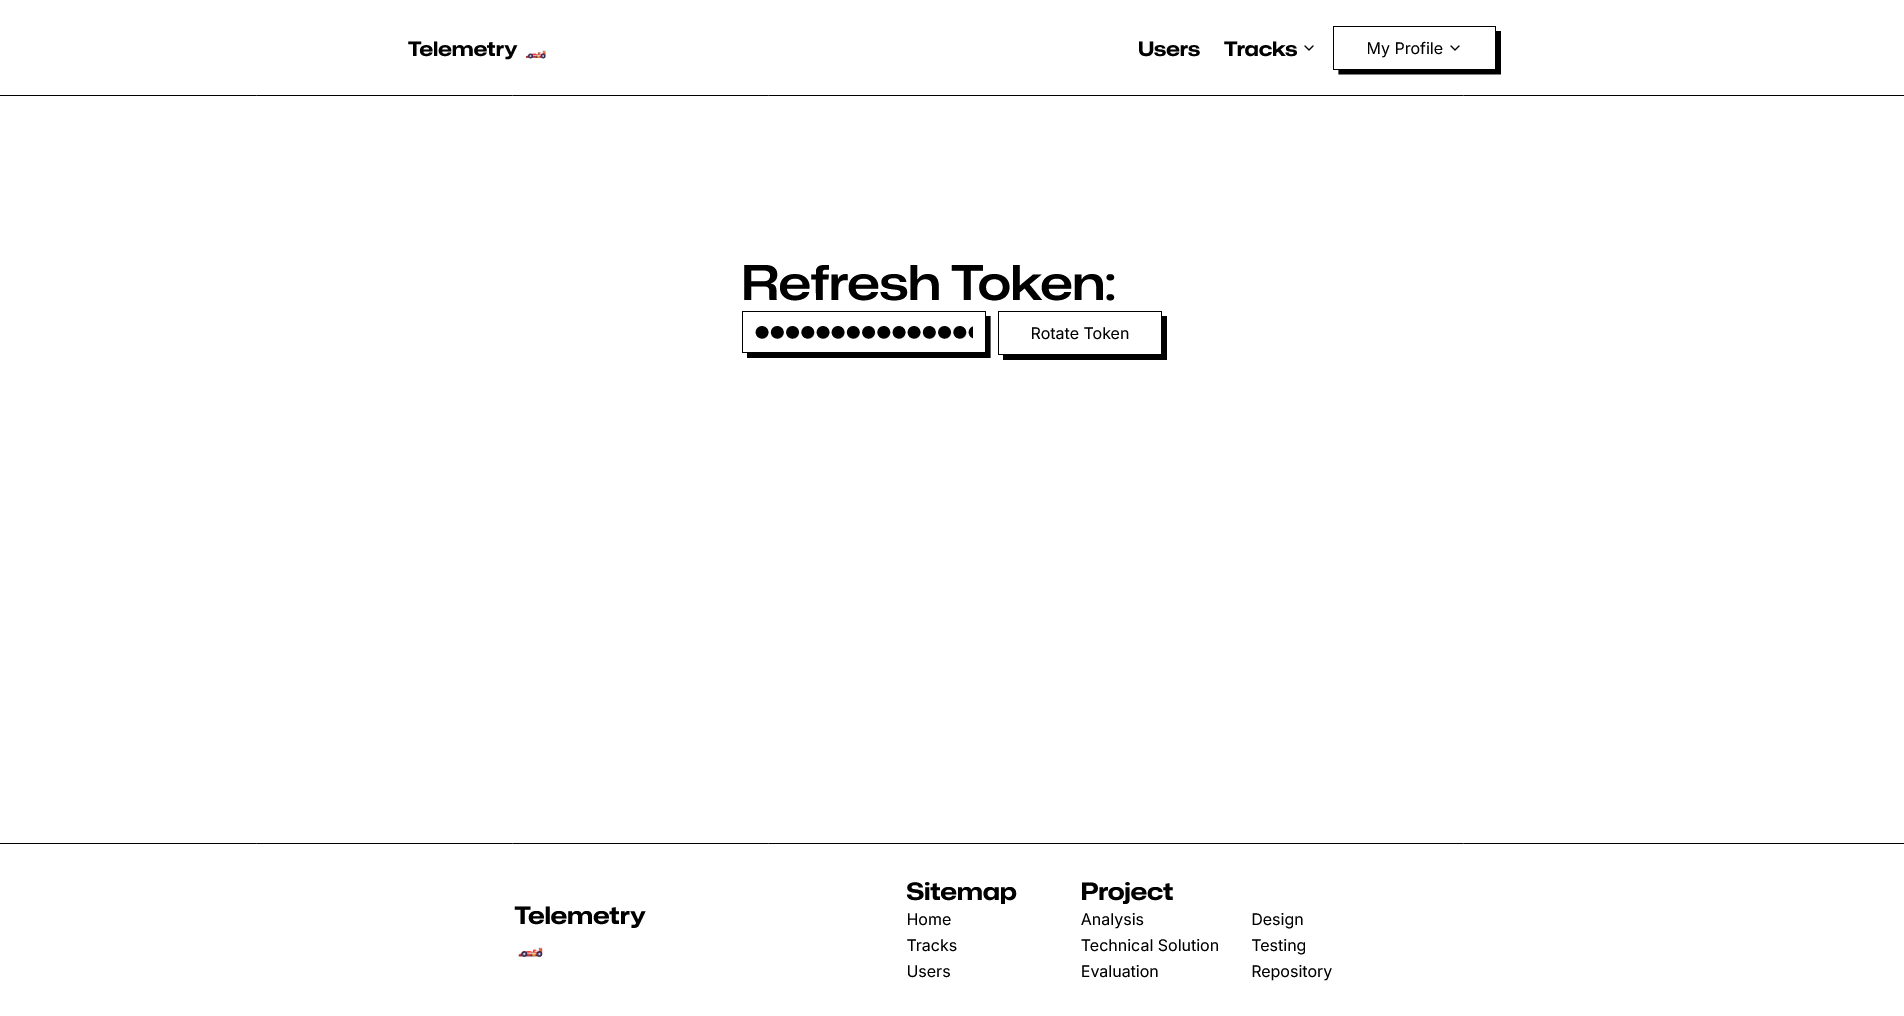 Telemetry
Users Tracks My Profile
Refresh Token:
Rotate Token
Telemetry
Sitemap
Home
Tracks
Users
Project
Analysis Design
Technical Solution Testing
Evaluation Repository